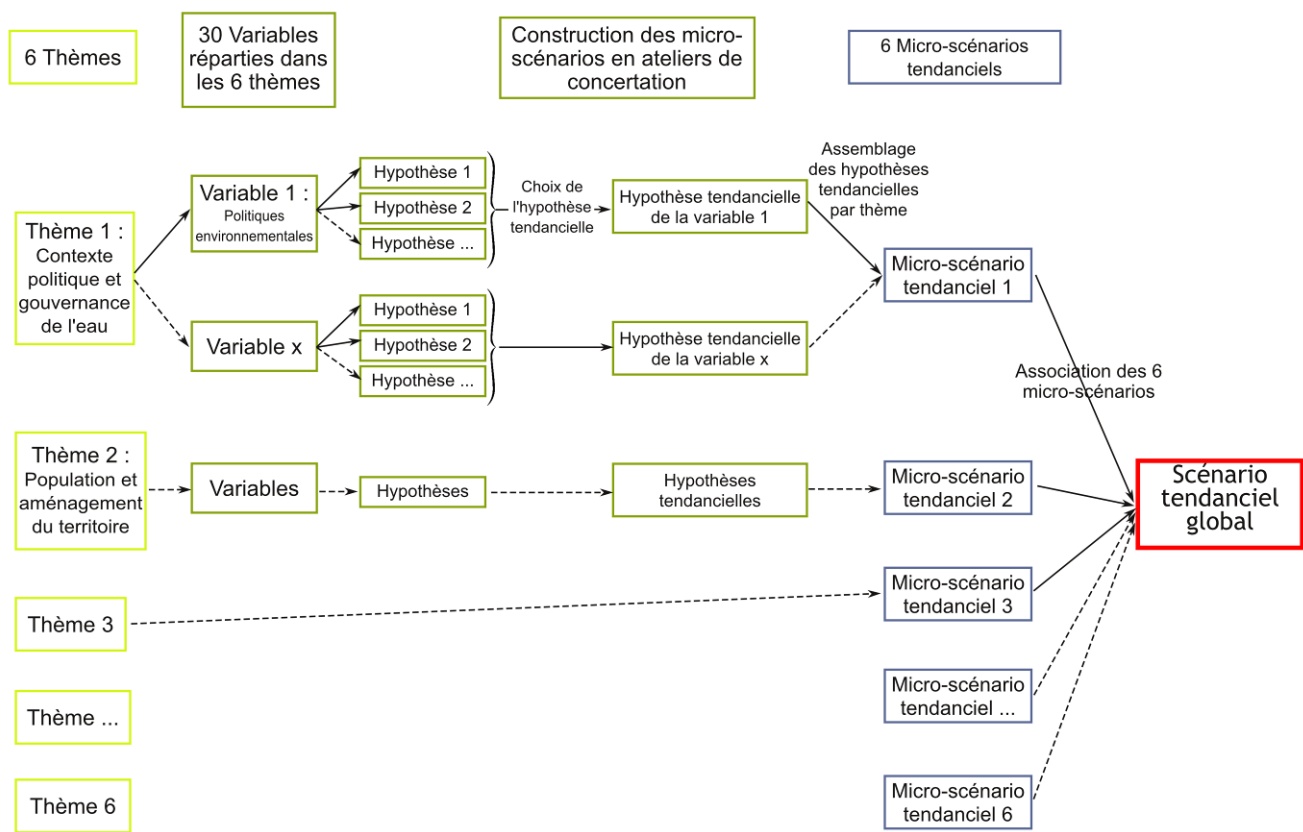 6 Thèmes
30 Variables
réparties dans
les 6 thèmes
Construction des micro-
scénarios en ateliers de
concertation
6 Micro-scénarios
tendanciels
Thème 1 :
Contexte
politique et
gouvernance
de l'eau
Variable 1 :
Politiques
environnementales
Hypothèse 1
Hypothèse 2
Hypothèse ...
Choix de
l'hypothèse
tendancielle
Hypothèse tendancielle
de la variable 1
Assemblage
des hypothèses
tendancielles
par thème
Micro-scénario
tendanciel 1
Variable x
Hypothèse 1
Hypothèse 2
Hypothèse ...
Hypothèse tendancielle
de la variable x
Association des 6
micro-scénarios
Thème 2 :
Population et
aménagement
du territoire
Variables
Hypothèses
Hypothèses
tendancielles
Micro-scénario
tendanciel 2
Scénario
tendanciel
global
Thème 3
Micro-scénario
tendanciel 3
Thème ...
Micro-scénario
tendanciel ...
Thème 6
Micro-scénario
tendanciel 6